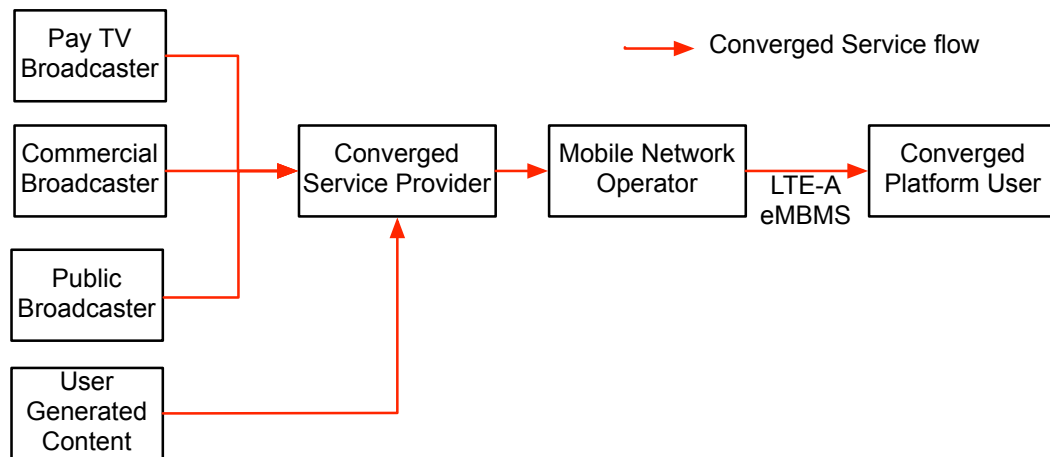 Pay TV
Broadcaster
Converged Service flow
Commercial
Broadcaster
Converged
Service Provider
Mobile Network
Operator
LTE-A
eMBMS
Converged
Platform User
Public
Broadcaster
User
Generated
Content